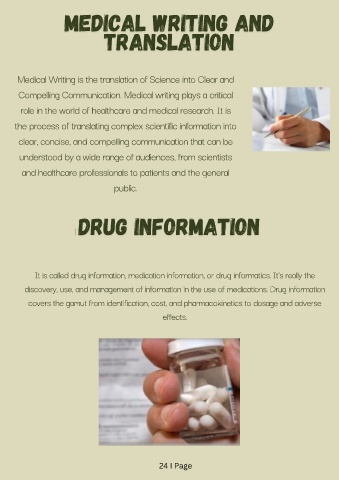 MEDICAL WRITING AND
TRANSLATION
Medical Writing is the translation of Science into Clear and
Compelling Communication. Medical writing plays a critical
role in the world of healthcare and medical research. It is
the process of translating complex scientific information into
clear, concise, and compelling communication that can be
understood by a wide range of audiences, from scientists
and healthcare professionals to patients and the general
public.
DRUG INFORMATION
It is called drug information, medication information, or drug informatics. It's really the
discovery, use, and management of information in the use of medications. Drug information
covers the gamut from identification, cost, and pharmacokinetics to dosage and adverse
effects.
24 I Page